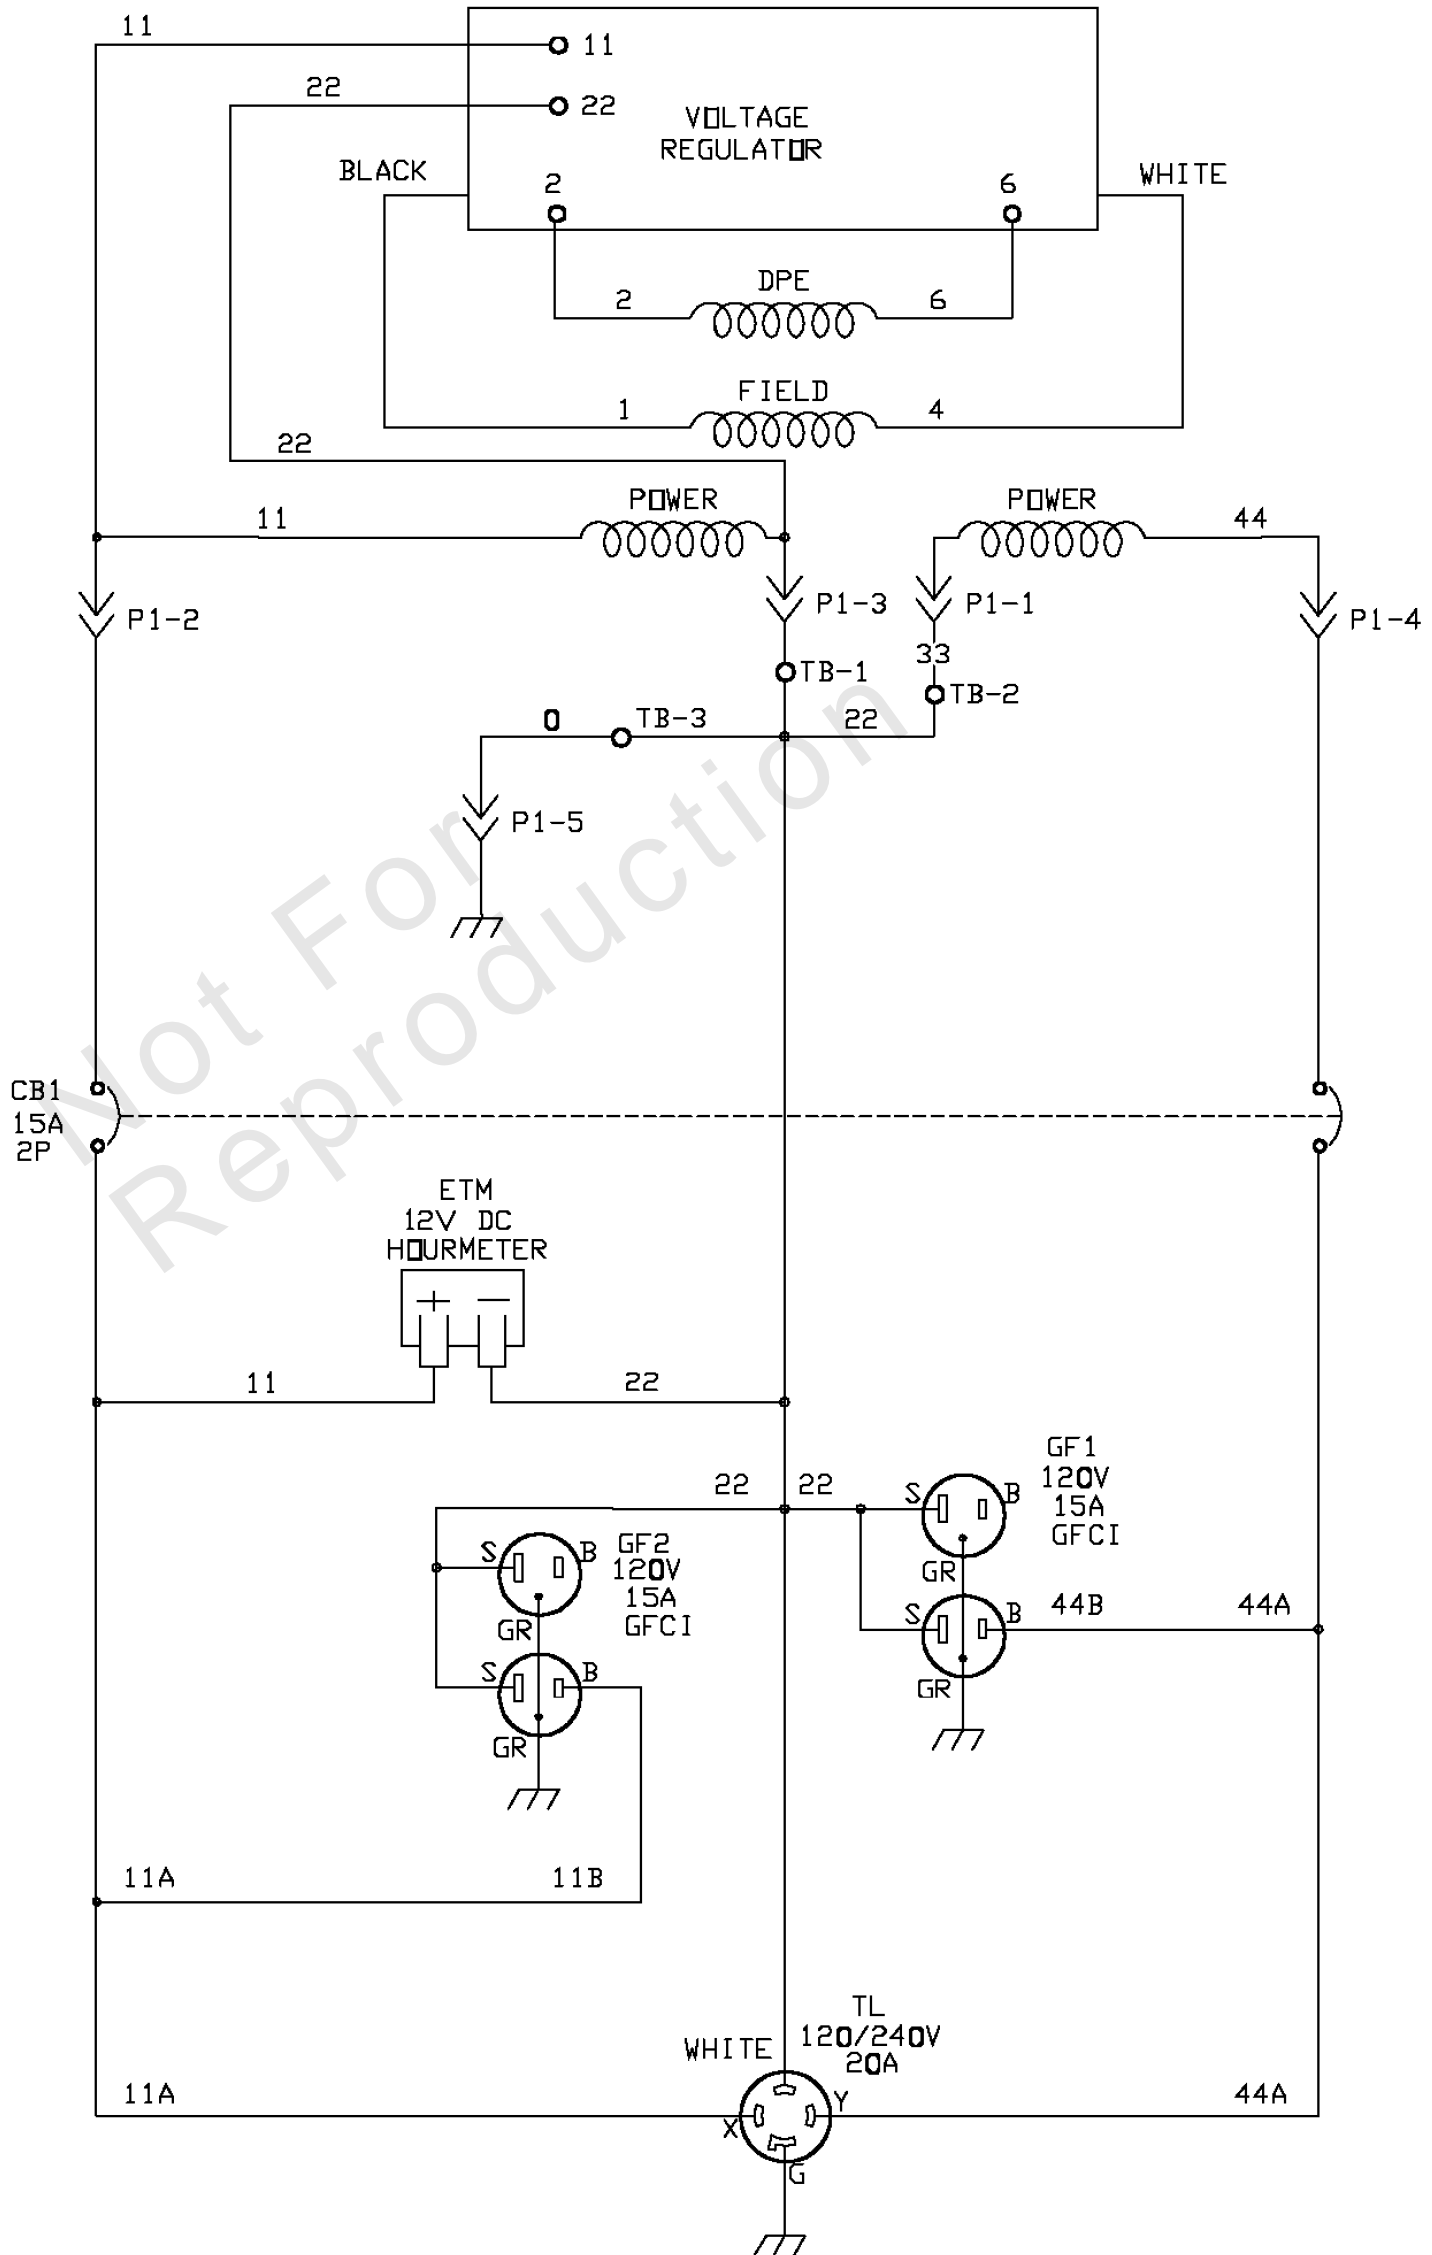 11
11
22
22
VOLTAGE
REGULATOR
BLACK
WHITE
2
6
DPE
2
6
FIELD
1
4
22
POWER
POWER
11
44
P1-2
P1-3
P1-1
P1-4
33
TB-1
TB-2
0
TB-3
22
P1-5
Not For
Reproduction
CB1
15A
2P
ETM
12V DC
HOURMETER
+ −
11
22
GF1
120V
15A
GFCI
22
22
S
B
GR
GF2
120V
15A
GFCI
S
B
GR
S
B
44B
44A
GR
S
B
GR
11A
11B
TL
120/240V
20A
WHITE
11A
X
Y
44A
G